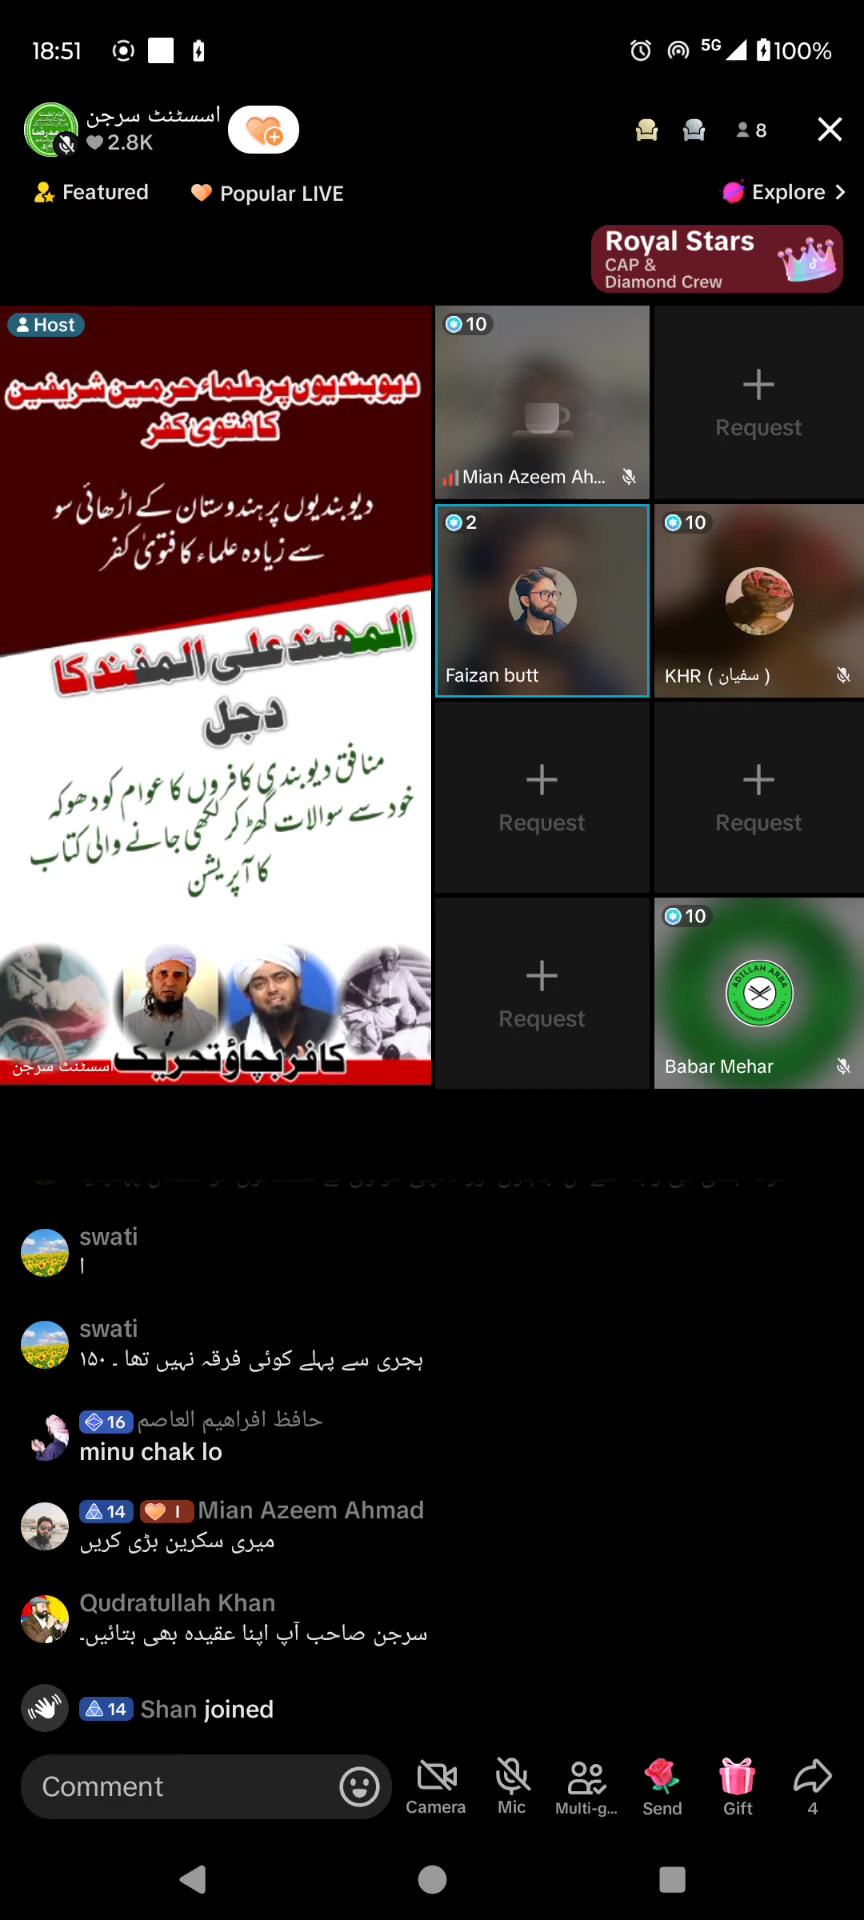 18:51
5G
100%
اسسٹنٹ سرجن
2.8K
8
Featured
Popular LIVE
Explore
Royal Stars
CAP &
Diamond Crew
Host
دیوبندیوں پر علماء حرمین شریفین
کا فتویٰ کفر
دیوبندیوں پر ہندوستان کے اڑھائی سو
سے زیادہ علماء کا فتویٰ کفر
المھند علی المفند کا
دجل
منافق دیوبندی کافروں کا عوام کو دھوکہ
خود سے سوالات گھڑ کر لکھی جانے والی کتاب
کا آپریشن
کافر بچاؤ تحریک
اسسٹنٹ سرجن
10
Mian Azeem Ah...
Request
2
Faizan butt
10
KHR ( سفیان )
Request
Request
Request
10
ADILLAH ARBA
Babar Mehar
swati
ا
swati
۱۵۰ ہجری سے پہلے کوئی فرقہ نہیں تھا ۔
16 حافظ افراھیم العاصم
minu chak lo
14 I Mian Azeem Ahmad
میری سکرین بڑی کریں
Qudratullah Khan
سرجن صاحب آپ اپنا عقیدہ بھی بتائیں۔
14 Shan joined
Comment
Camera
Mic
Multi-g...
Send
Gift
4